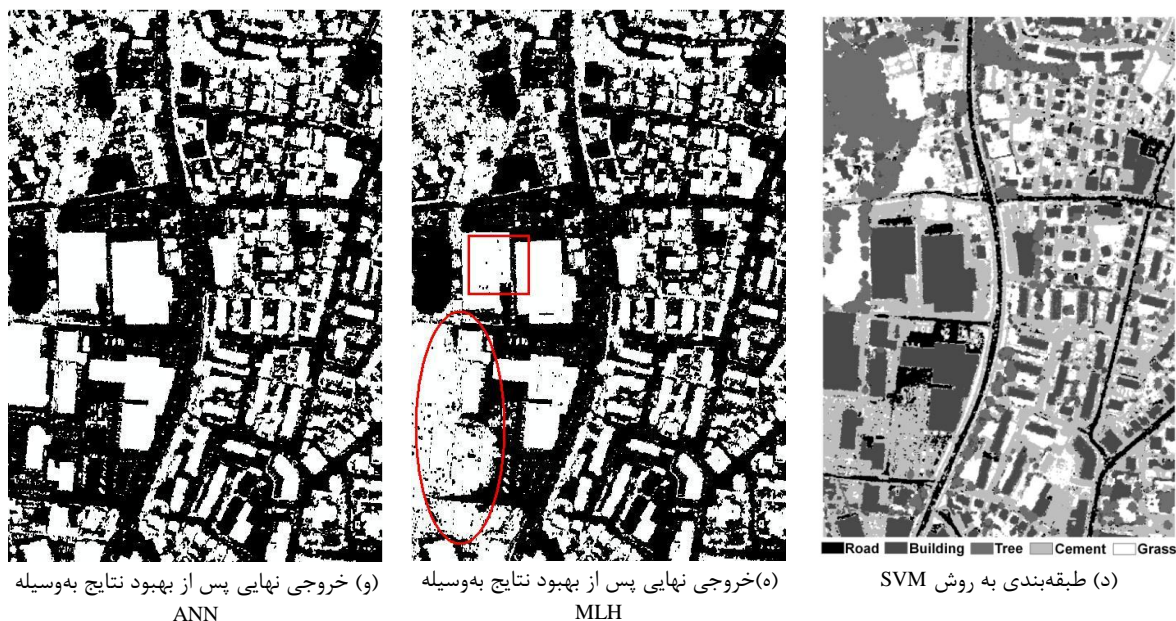 Road Building Tree Cement Grass
(د) طبقه‌بندی به روش SVM
(ه)خروجی نهایی پس از بهبود نتایج به‌وسیله
MLH
(و) خروجی نهایی پس از بهبود نتایج به‌وسیله
ANN